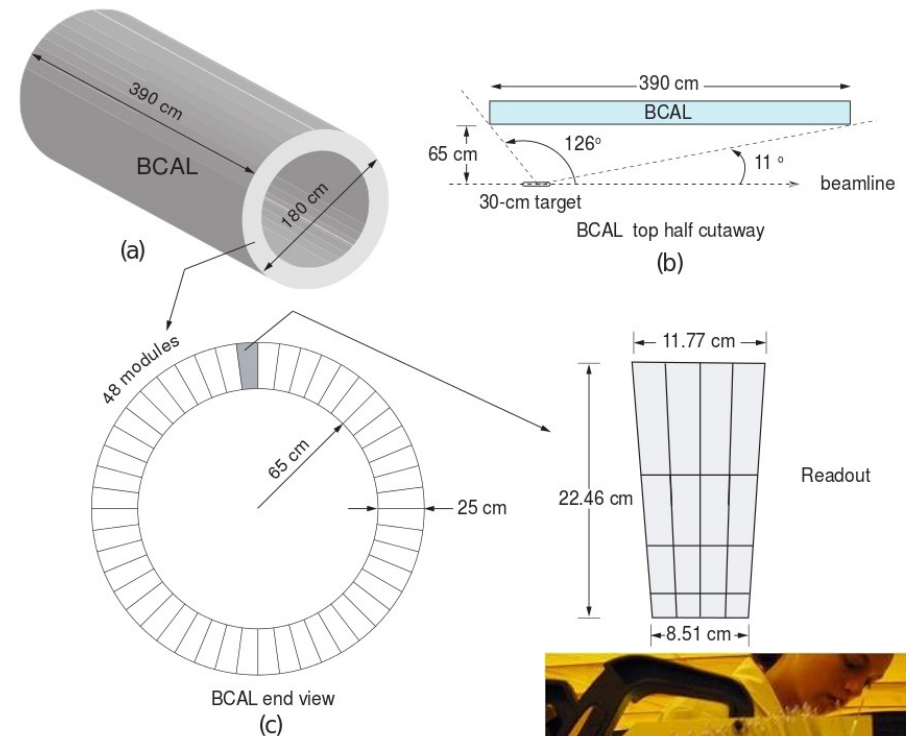 390 cm
BCAL
180 cm
(a)
390 cm
BCAL
65 cm
126º
11 º
30-cm target
beamline
BCAL top half cutaway
(b)
48 modules
65 cm
25 cm
BCAL end view
(c)
11.77 cm
22.46 cm
Readout
8.51 cm